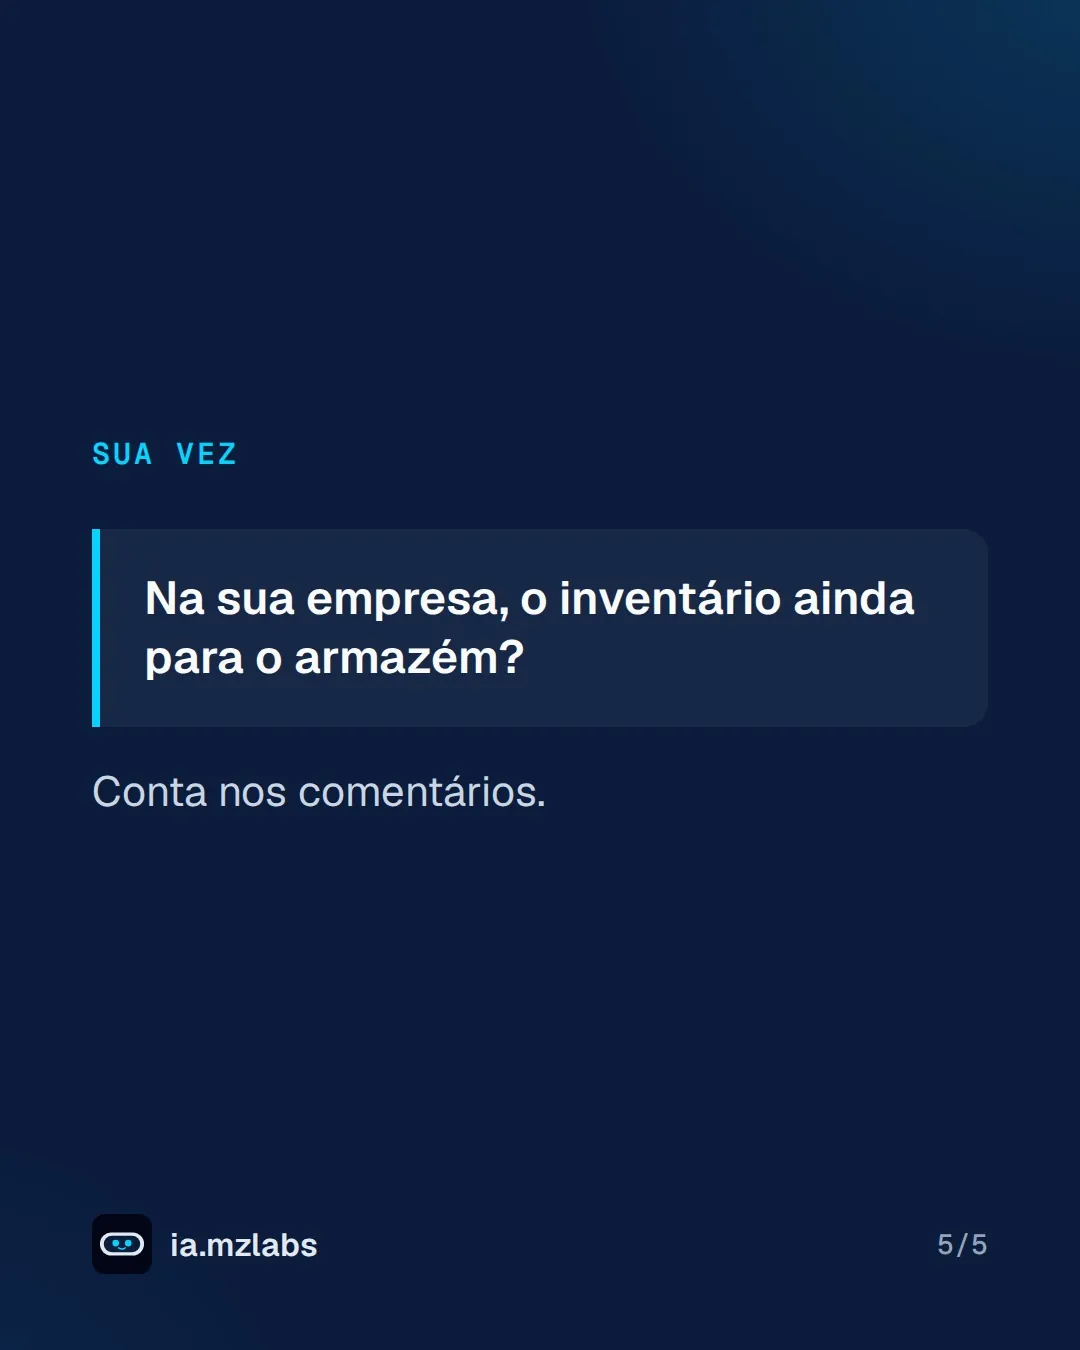 SUA VEZ
Na sua empresa, o inventário ainda
para o armazém?
Conta nos comentários.
ia.mzlabs
5/5